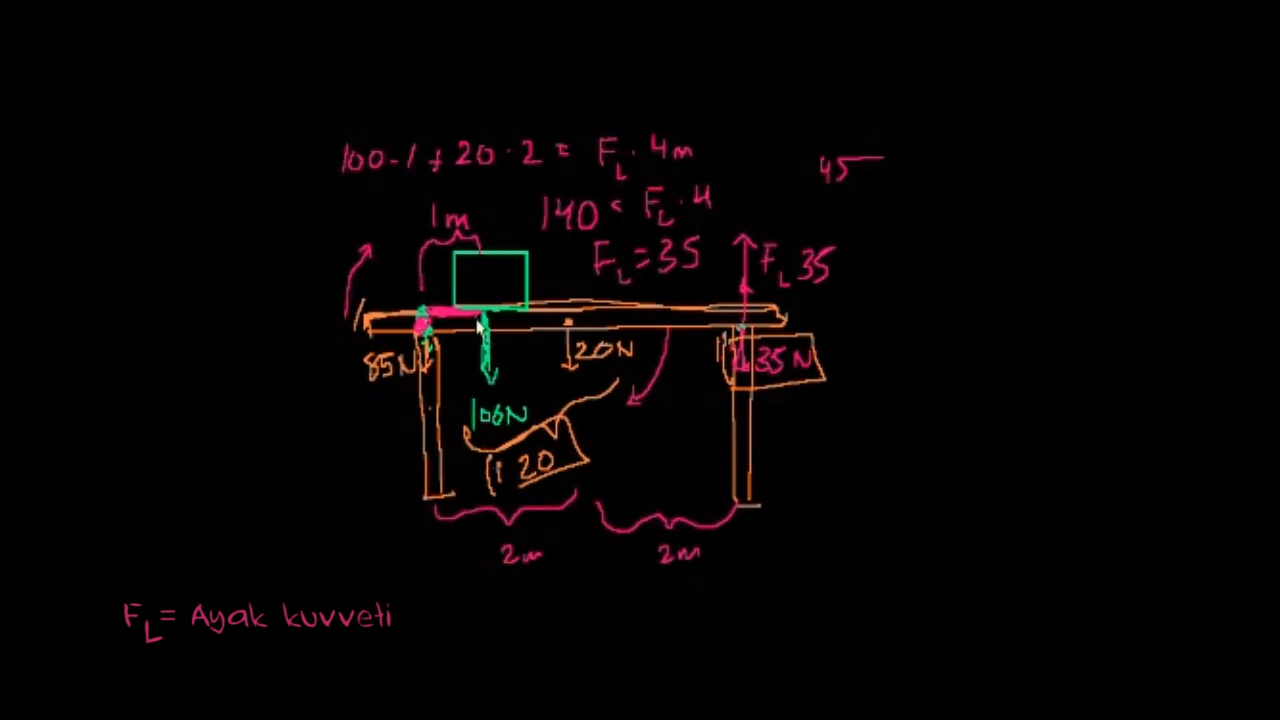 100 · 1 + 20 · 2 = F_L · 4m
45
1m
140 = F_L · 4
F_L = 35
F_L 35
85N
20N
35 N
100N
120
2m
2m
F_L = Ayak kuvveti